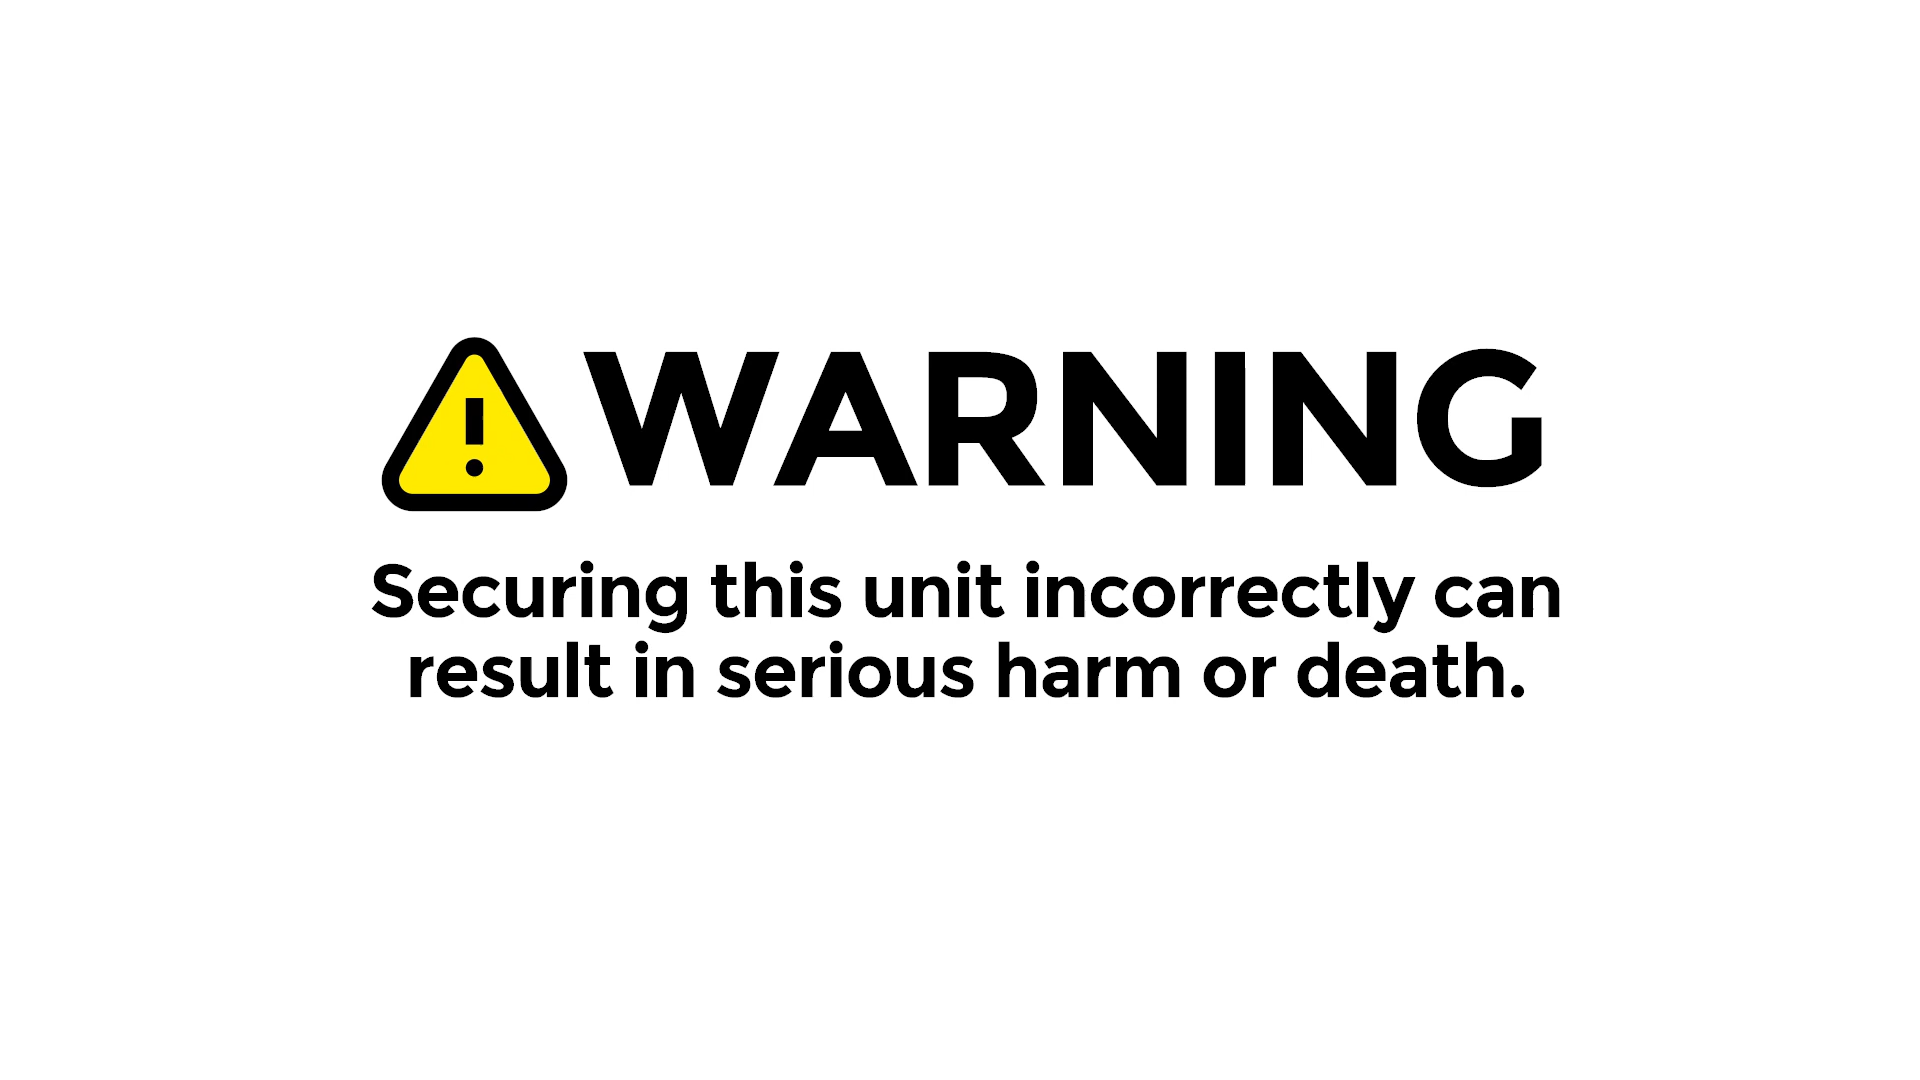 WARNING
Securing this unit incorrectly can
result in serious harm or death.